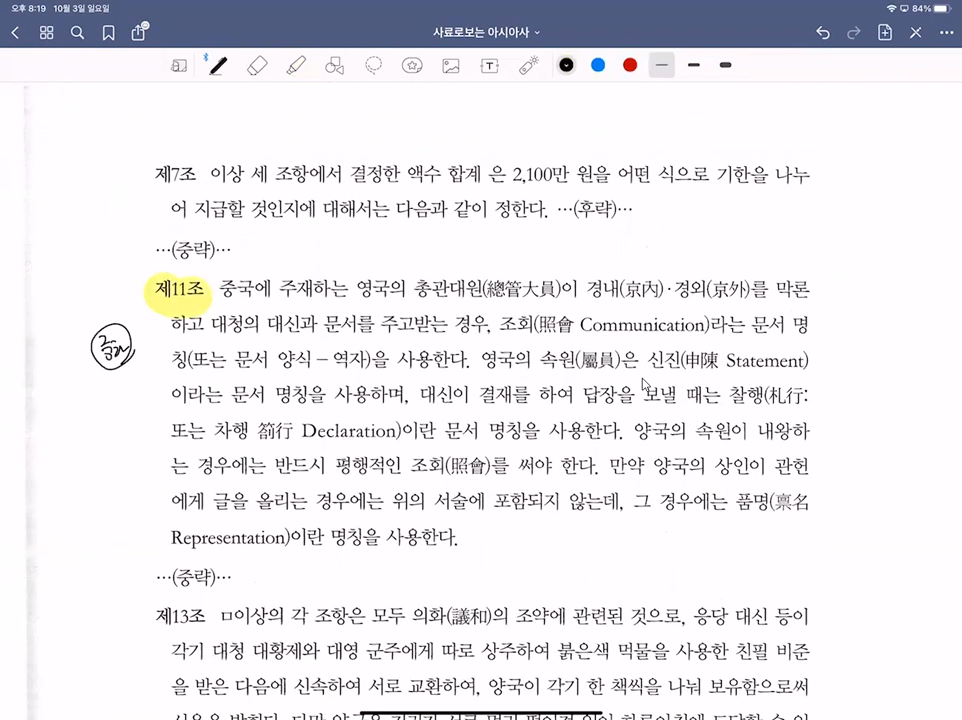 오후 8:19 10월 3일 일요일
84%
사료로보는 아시아사
제7조 이상 세 조항에서 결정한 액수 합계 은 2,100만 원을 어떤 식으로 기한을 나누
어 지급할 것인지에 대해서는 다음과 같이 정한다. …(후략)…
…(중략)…
제11조 중국에 주재하는 영국의 총관대원(總管大員)이 경내(京內)·경외(京外)를 막론
하고 대청의 대신과 문서를 주고받는 경우, 조회(照會 Communication)라는 문서 명
칭(또는 문서 양식 – 역자)을 사용한다. 영국의 속원(屬員)은 신진(申陳 Statement)
이라는 문서 명칭을 사용하며, 대신이 결재를 하여 답장을 보낼 때는 찰행(札行:
또는 차행 箚行 Declaration)이란 문서 명칭을 사용한다. 양국의 속원이 내왕하
는 경우에는 반드시 평행적인 조회(照會)를 써야 한다. 만약 양국의 상인이 관헌
에게 글을 올리는 경우에는 위의 서술에 포함되지 않는데, 그 경우에는 품명(稟名
Representation)이란 명칭을 사용한다.
…(중략)…
제13조 ㅁ이상의 각 조항은 모두 의화(議和)의 조약에 관련된 것으로, 응당 대신 등이
각기 대청 대황제와 대영 군주에게 따로 상주하여 붉은색 먹물을 사용한 친필 비준
을 받은 다음에 신속하여 서로 교환하여, 양국이 각기 한 책씩을 나눠 보유함으로써